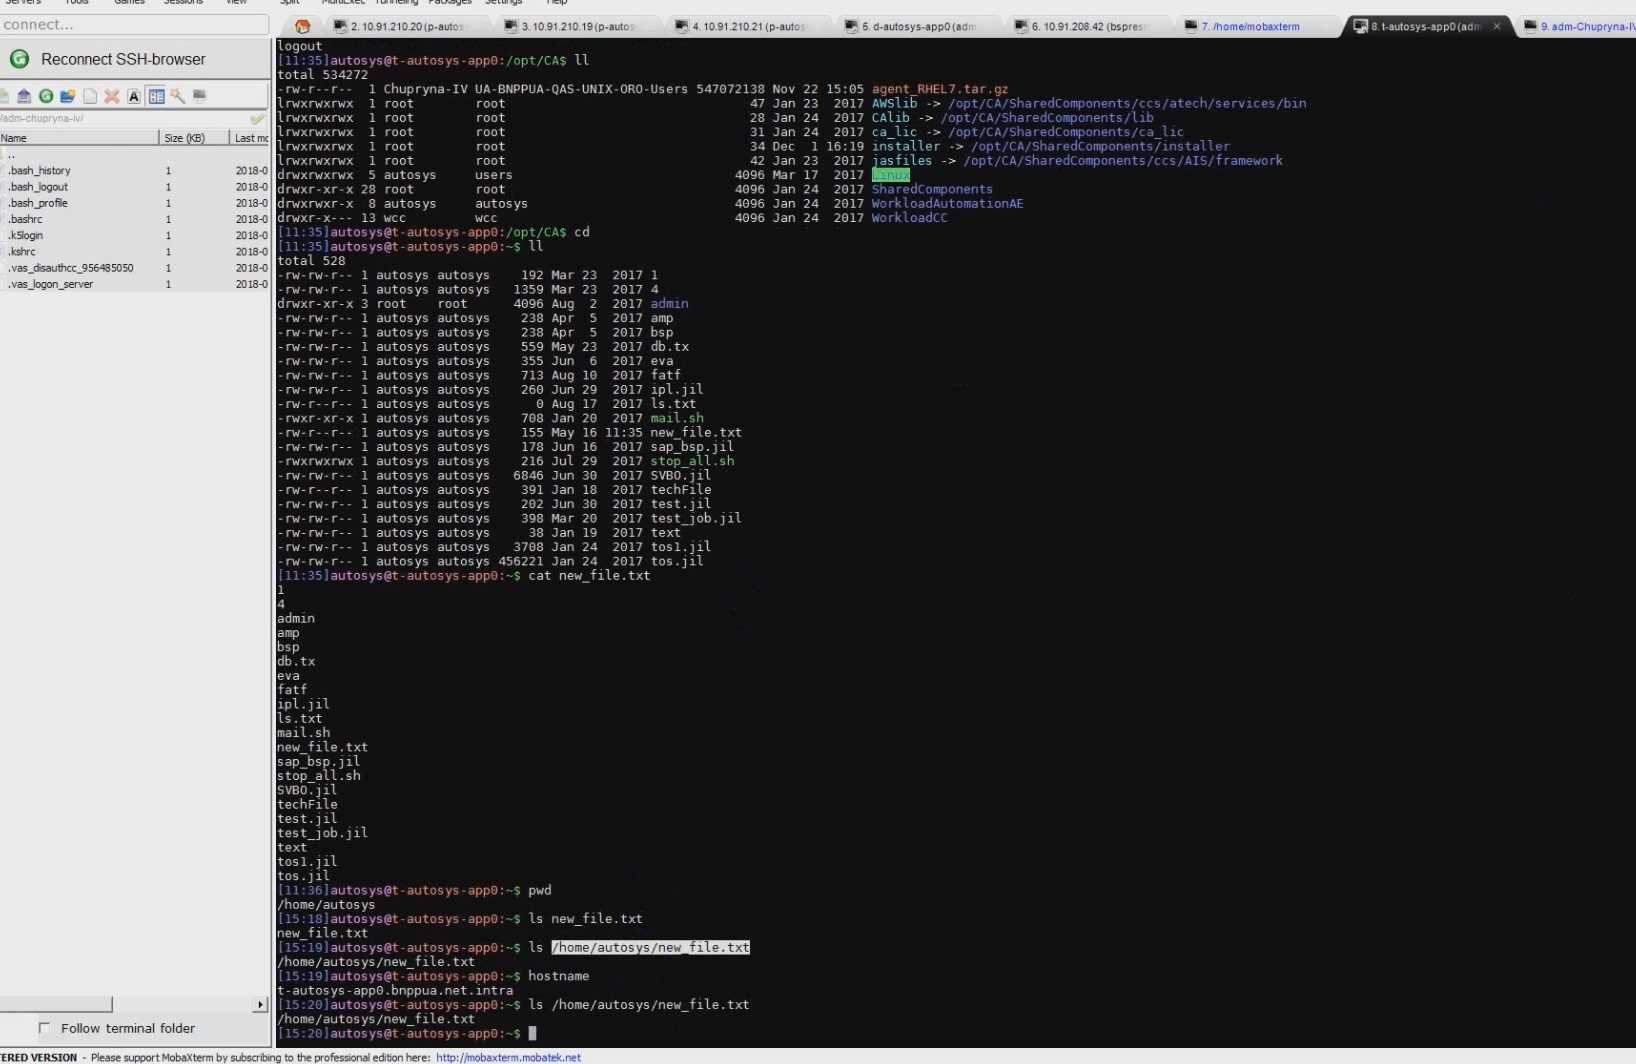 Servers Tools Games Sessions View Split MultiExec Tunneling Packages Settings Help
connect...
2. 10.91.210.20 (p-autos
3. 10.91.210.19 (p-autos
4. 10.91.210.21 (p-autos
5. d-autosys-app0 (adm
6. 10.91.208.42 (bspres
7. /home/mobaxterm
8. t-autosys-app0 (adm
9. adm-Chupryna-IV
Reconnect SSH-browser
/adm-chupryna-iv/
Name Size (KB) Last mo
..
.bash_history 1 2018-0
.bash_logout 1 2018-0
.bash_profile 1 2018-0
.bashrc 1 2018-0
.k5login 1 2018-0
.kshrc 1 2018-0
.vas_disauthcc_956485050 1 2018-0
.vas_logon_server 1 2018-0
Follow terminal folder
logout
[11:35]autosys@t-autosys-app0:/opt/CA$ ll
total 534272
-rw-r--r-- 1 Chupryna-IV UA-BNPPUA-QAS-UNIX-ORO-Users 547072138 Nov 22 15:05 agent_RHEL7.tar.gz
lrwxrwxrwx 1 root root 47 Jan 23 2017 AWSlib -> /opt/CA/SharedComponents/ccs/atech/services/bin
lrwxrwxrwx 1 root root 28 Jan 24 2017 CAlib -> /opt/CA/SharedComponents/lib
lrwxrwxrwx 1 root root 31 Jan 24 2017 ca_lic -> /opt/CA/SharedComponents/ca_lic
lrwxrwxrwx 1 root root 34 Dec 1 16:19 installer -> /opt/CA/SharedComponents/installer
lrwxrwxrwx 1 root root 42 Jan 23 2017 jasfiles -> /opt/CA/SharedComponents/ccs/AIS/framework
drwxrwxrwx 5 autosys users 4096 Mar 17 2017 Linux
drwxr-xr-x 28 root root 4096 Jan 24 2017 SharedComponents
drwxrwxr-x 8 autosys autosys 4096 Jan 24 2017 WorkloadAutomationAE
drwxr-x--- 13 wcc wcc 4096 Jan 24 2017 WorkloadCC
[11:35]autosys@t-autosys-app0:/opt/CA$ cd
[11:35]autosys@t-autosys-app0:~$ ll
total 528
-rw-rw-r-- 1 autosys autosys 192 Mar 23 2017 1
-rw-rw-r-- 1 autosys autosys 1359 Mar 23 2017 4
drwxr-xr-x 3 root root 4096 Aug 2 2017 admin
-rw-rw-r-- 1 autosys autosys 238 Apr 5 2017 amp
-rw-rw-r-- 1 autosys autosys 238 Apr 5 2017 bsp
-rw-rw-r-- 1 autosys autosys 559 May 23 2017 db.tx
-rw-rw-r-- 1 autosys autosys 355 Jun 6 2017 eva
-rw-rw-r-- 1 autosys autosys 713 Aug 10 2017 fatf
-rw-rw-r-- 1 autosys autosys 260 Jun 29 2017 ipl.jil
-rw-r--r-- 1 autosys autosys 0 Aug 17 2017 ls.txt
-rwxr-xr-x 1 autosys autosys 708 Jan 20 2017 mail.sh
-rw-r--r-- 1 autosys autosys 155 May 16 11:35 new_file.txt
-rw-rw-r-- 1 autosys autosys 178 Jun 16 2017 sap_bsp.jil
-rwxrwxrwx 1 autosys autosys 216 Jul 29 2017 stop_all.sh
-rw-rw-r-- 1 autosys autosys 6846 Jun 30 2017 SVBO.jil
-rw-r--r-- 1 autosys autosys 391 Jan 18 2017 techFile
-rw-rw-r-- 1 autosys autosys 202 Jun 30 2017 test.jil
-rw-rw-r-- 1 autosys autosys 398 Mar 20 2017 test_job.jil
-rw-rw-r-- 1 autosys autosys 38 Jan 19 2017 text
-rw-rw-r-- 1 autosys autosys 3708 Jan 24 2017 tos1.jil
-rw-rw-r-- 1 autosys autosys 456221 Jan 24 2017 tos.jil
[11:35]autosys@t-autosys-app0:~$ cat new_file.txt
1
4
admin
amp
bsp
db.tx
eva
fatf
ipl.jil
ls.txt
mail.sh
new_file.txt
sap_bsp.jil
stop_all.sh
SVBO.jil
techFile
test.jil
test_job.jil
text
tos1.jil
tos.jil
[11:36]autosys@t-autosys-app0:~$ pwd
/home/autosys
[15:18]autosys@t-autosys-app0:~$ ls new_file.txt
new_file.txt
[15:19]autosys@t-autosys-app0:~$ ls /home/autosys/new_file.txt
/home/autosys/new_file.txt
[15:19]autosys@t-autosys-app0:~$ hostname
t-autosys-app0.bnppua.net.intra
[15:20]autosys@t-autosys-app0:~$ ls /home/autosys/new_file.txt
/home/autosys/new_file.txt
[15:20]autosys@t-autosys-app0:~$
TERED VERSION - Please support MobaXterm by subscribing to the professional edition here: http://mobaxterm.mobatek.net